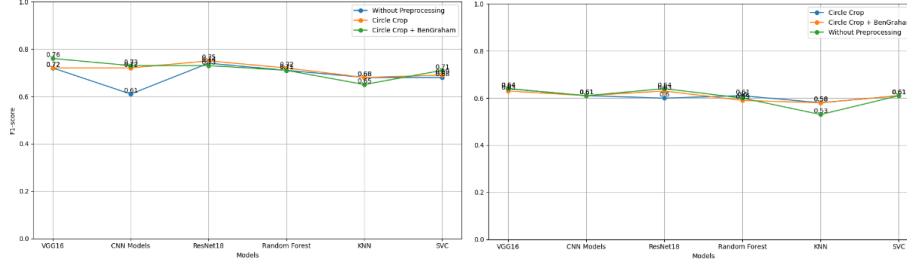 Without Preprocessing
Circle Crop
Circle Crop + BenGraham
1.0
0.8
0.6
0.4
0.2
0.0
F1-score
0.76
0.72
0.73
0.61
0.75
0.72
0.71
0.68
0.65
0.71
VGG16
CNN Models
ResNet18
Random Forest
KNN
SVC
Models
Circle Crop
Circle Crop + BenGraham
Without Preprocessing
1.0
0.8
0.6
0.4
0.2
0.0
0.64
0.61
0.64
0.6
0.61
0.58
0.53
0.61
VGG16
CNN Models
ResNet18
Random Forest
KNN
SVC
Models